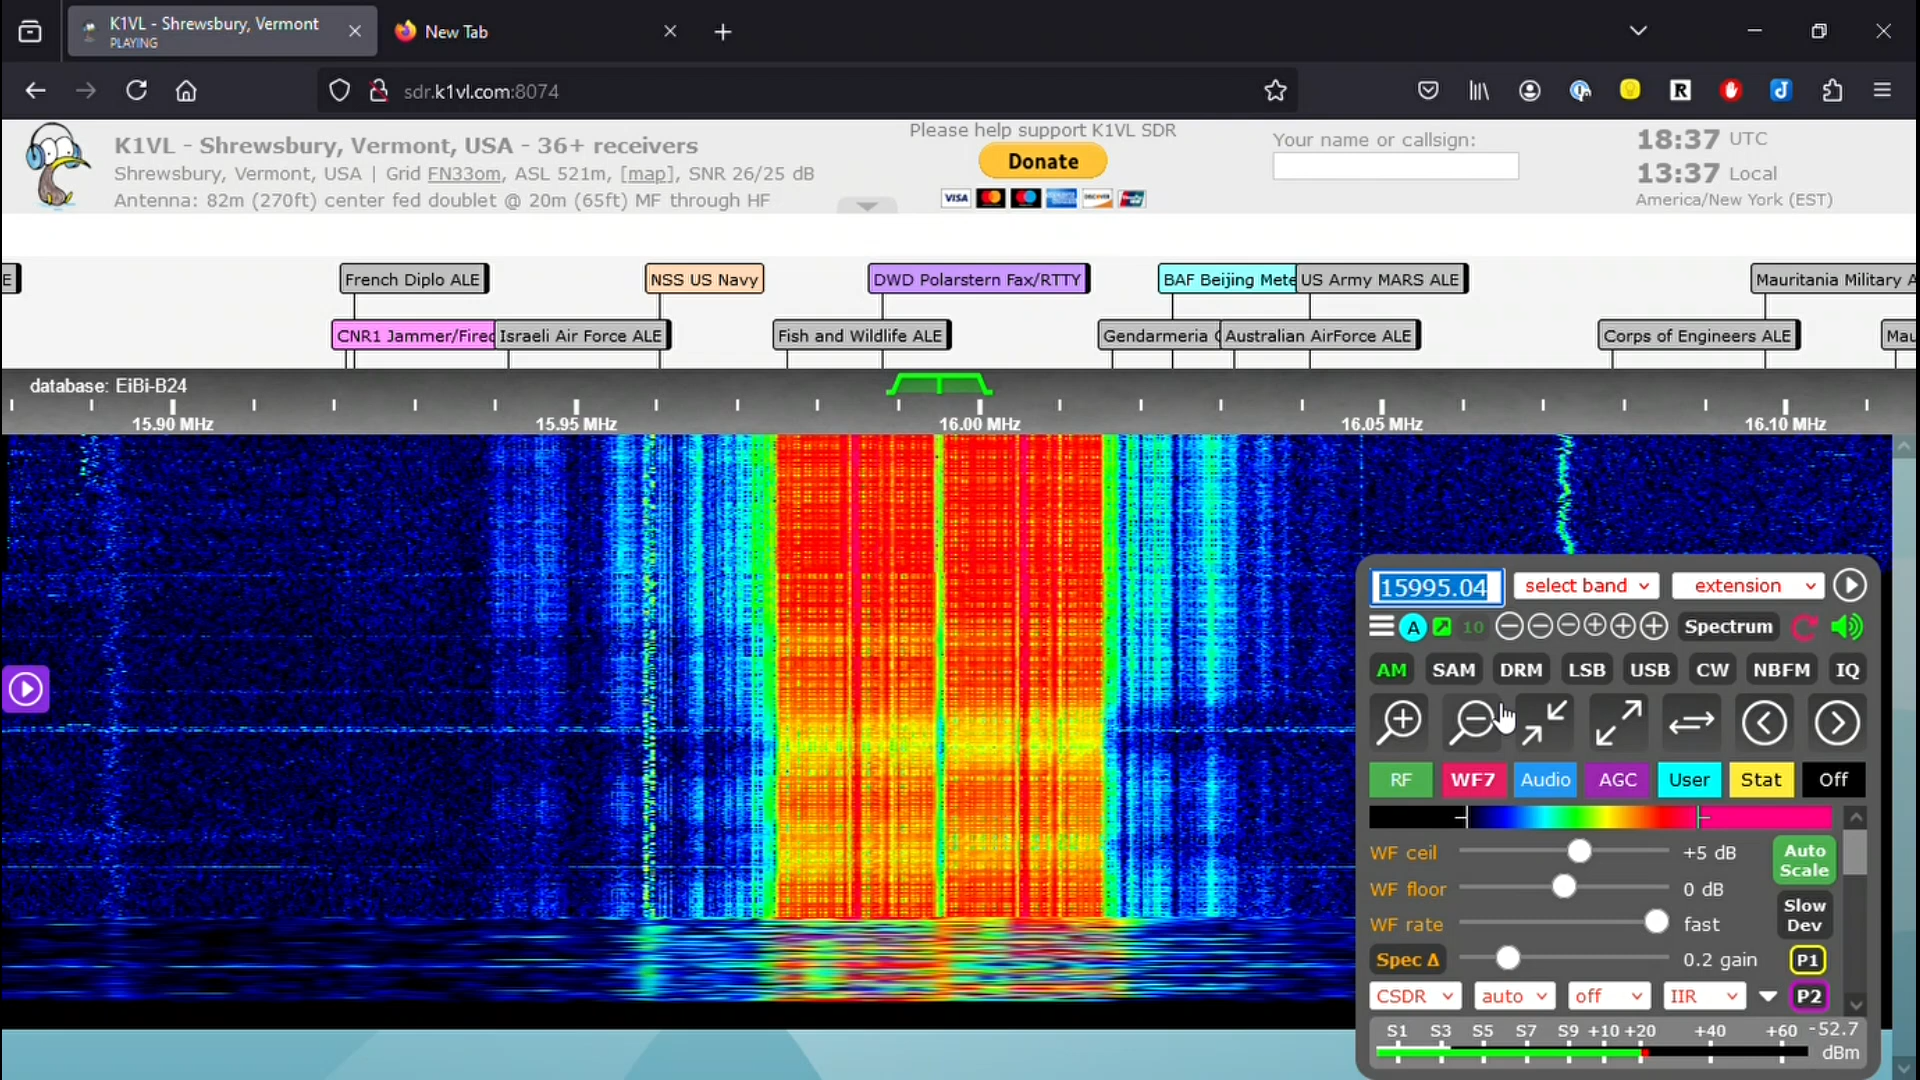 K1VL - Shrewsbury, Vermont
PLAYING
New Tab
sdr.k1vl.com:8074
K1VL - Shrewsbury, Vermont, USA - 36+ receivers
Shrewsbury, Vermont, USA | Grid FN33om, ASL 521m, [map], SNR 26/25 dB
Antenna: 82m (270ft) center fed doublet @ 20m (65ft) MF through HF
Please help support K1VL SDR
Donate
VISA
Your name or callsign:
18:37 UTC
13:37 Local
America/New York (EST)
E French Diplo ALE NSS US Navy DWD Polarstern Fax/RTTY BAF Beijing Mete US Army MARS ALE Mauritania Military A
CNR1 Jammer/Fired Israeli Air Force ALE Fish and Wildlife ALE Gendarmeria Australian AirForce ALE Corps of Engineers ALE Mau
database: EiBi-B24
15.90 MHz 15.95 MHz 16.00 MHz 16.05 MHz 16.10 MHz
15995.04 select band extension
A 10 Spectrum
AM SAM DRM LSB USB CW NBFM IQ
RF WF7 Audio AGC User Stat Off
WF ceil +5 dB Auto Scale
WF floor 0 dB
WF rate fast Slow Dev
Spec Δ 0.2 gain P1
CSDR auto off IIR P2
S1 S3 S5 S7 S9 +10 +20 +40 +60 -52.7
dBm